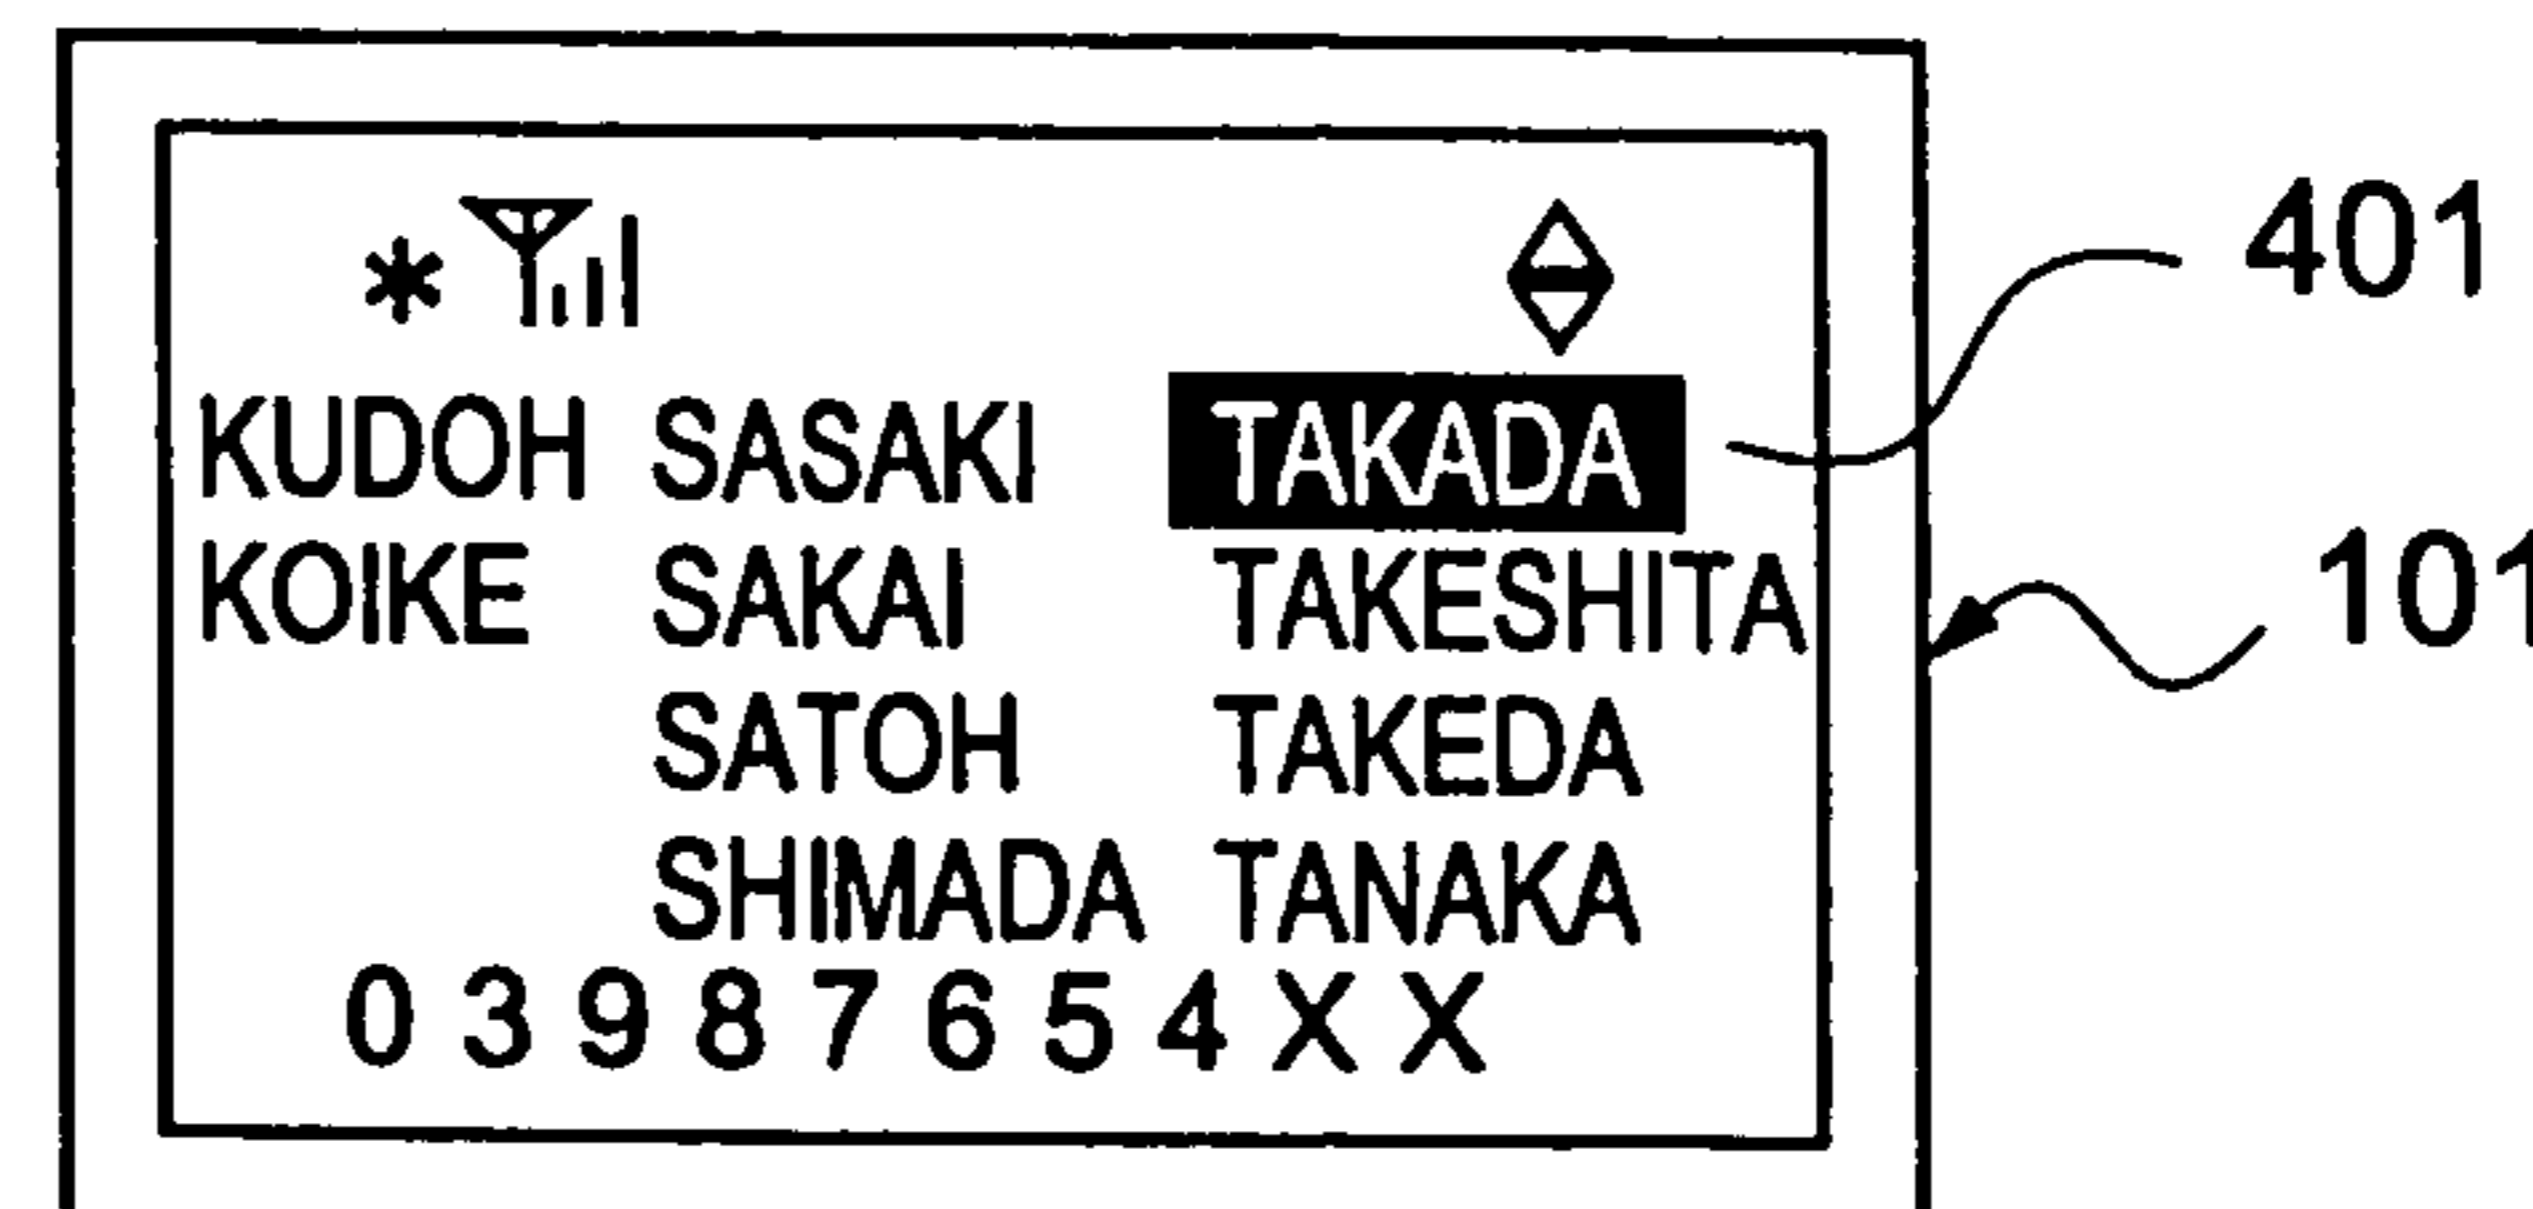 *
401
KUDOH SASAKI TAKADA
KOIKE SAKAI TAKESHITA
101
SATOH TAKEDA
SHIMADA TANAKA
0 3 9 8 7 6 5 4 X X